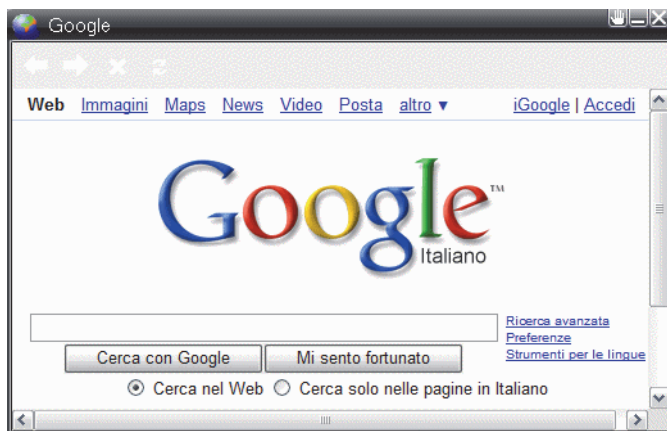 Google
Web Immagini Maps News Video Posta altro ▼ iGoogle | Accedi
Google™
Italiano
Ricerca avanzata
Preferenze
Strumenti per le lingue
Cerca con Google Mi sento fortunato
Cerca nel Web Cerca solo nelle pagine in Italiano